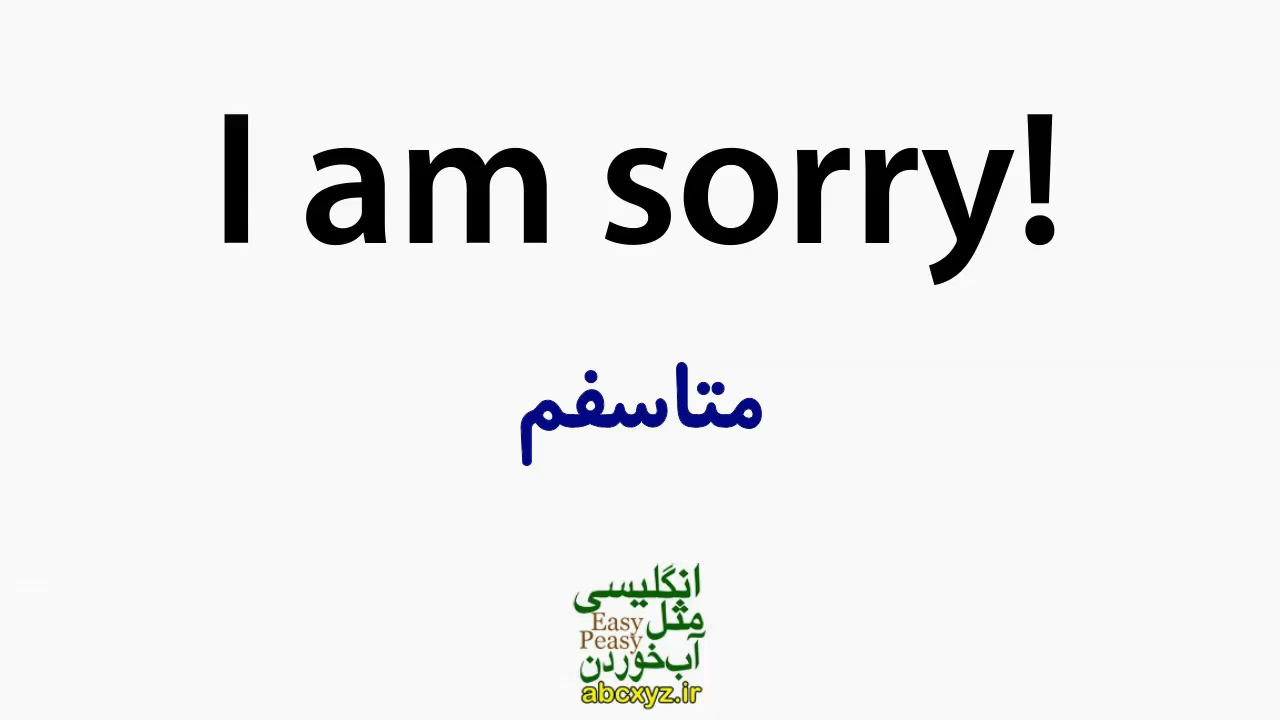 I am sorry!
متاسفم
انگلیسی
مثل Easy
Peasy
آب‌خوردن
abcxyz.ir